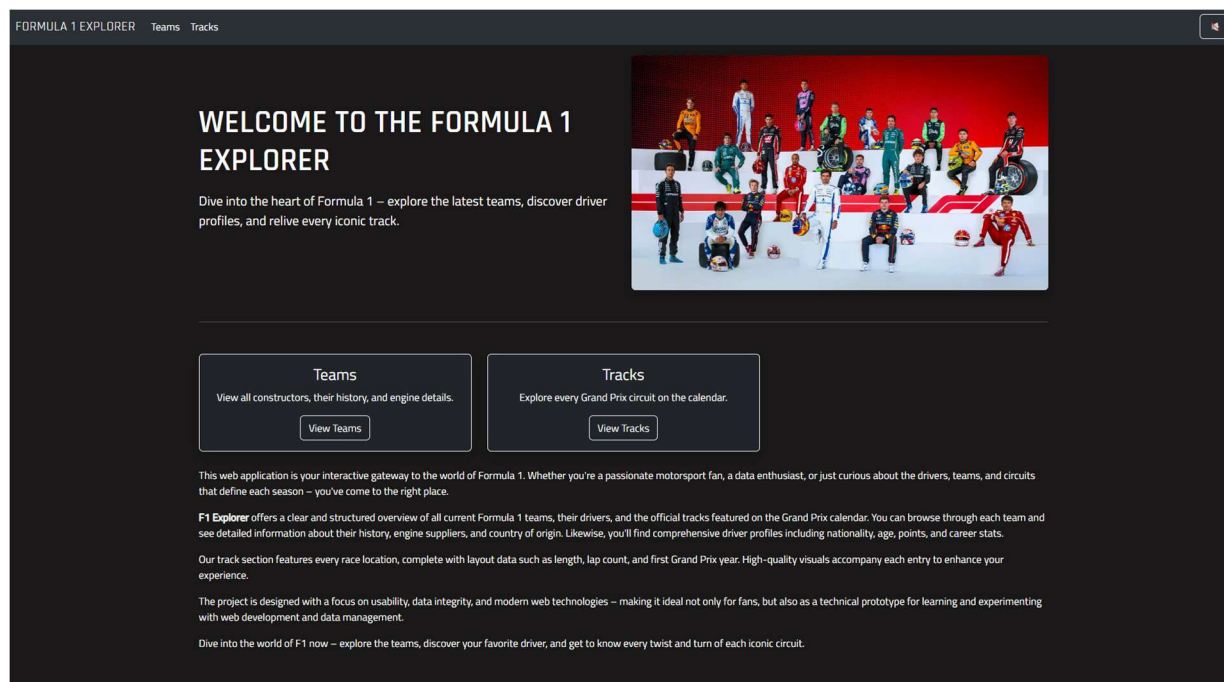 FORMULA 1 EXPLORER Teams Tracks
WELCOME TO THE FORMULA 1
EXPLORER
Dive into the heart of Formula 1 – explore the latest teams, discover driver
profiles, and relive every iconic track.
Teams
View all constructors, their history, and engine details.
View Teams
Tracks
Explore every Grand Prix circuit on the calendar.
View Tracks
This web application is your interactive gateway to the world of Formula 1. Whether you're a passionate motorsport fan, a data enthusiast, or just curious about the drivers, teams, and circuits
that define each season – you've come to the right place.
F1 Explorer offers a clear and structured overview of all current Formula 1 teams, their drivers, and the official tracks featured on the Grand Prix calendar. You can browse through each team and
see detailed information about their history, engine suppliers, and country of origin. Likewise, you'll find comprehensive driver profiles including nationality, age, points, and career stats.
Our track section features every race location, complete with layout data such as length, lap count, and first Grand Prix year. High-quality visuals accompany each entry to enhance your
experience.
The project is designed with a focus on usability, data integrity, and modern web technologies – making it ideal not only for fans, but also as a technical prototype for learning and experimenting
with web development and data management.
Dive into the world of F1 now – explore the teams, discover your favorite driver, and get to know every twist and turn of each iconic circuit.